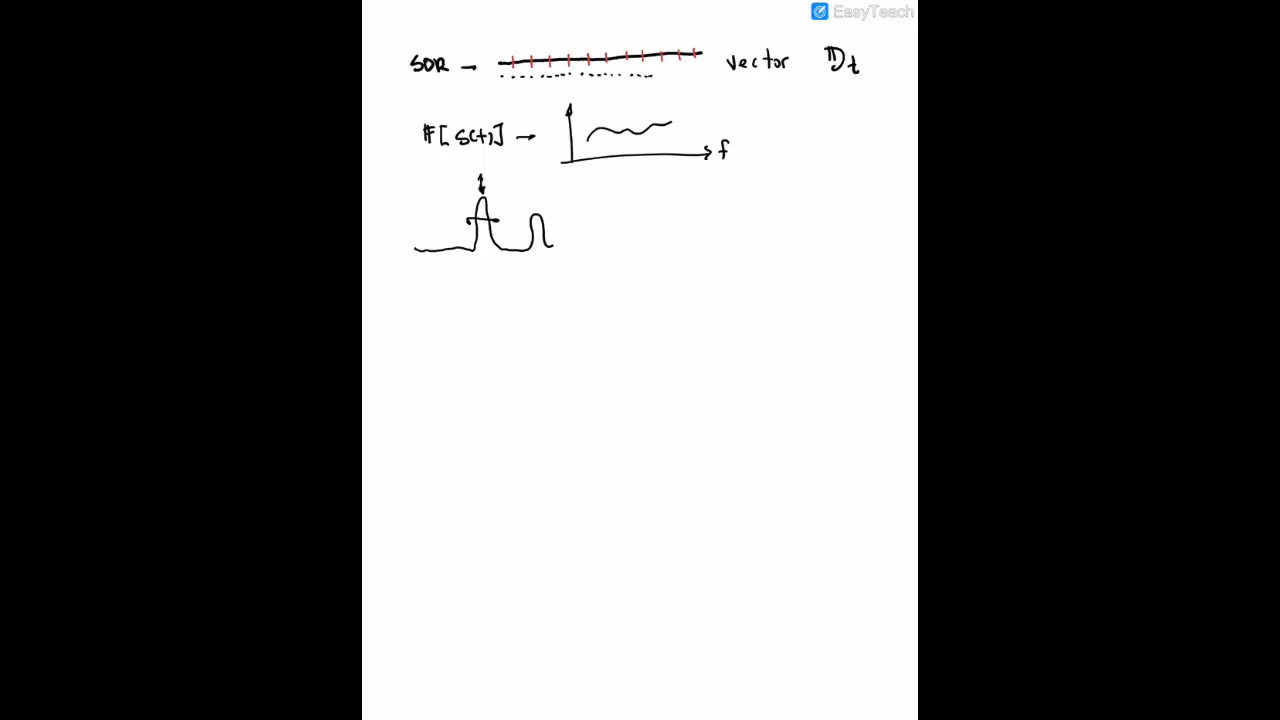 EasyTeach
SDR → vector 𝔻t
𝔽[s(t)] →
f